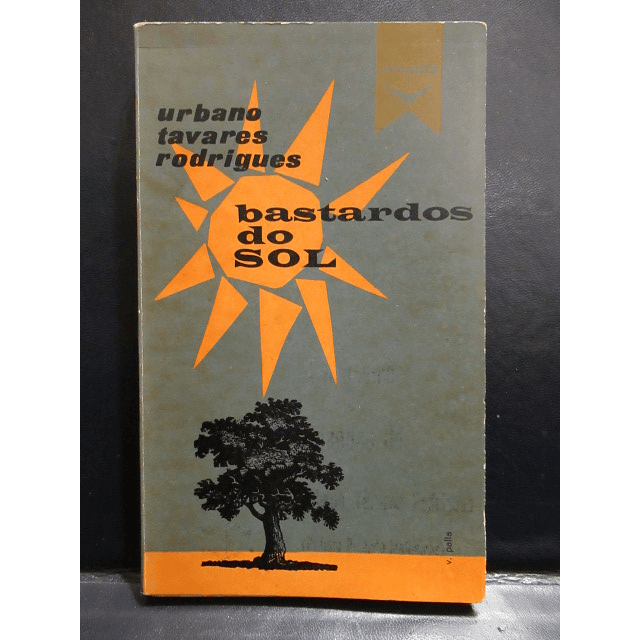 urbano
tavares
rodrigues
bastardos
do
SOL
v. palla